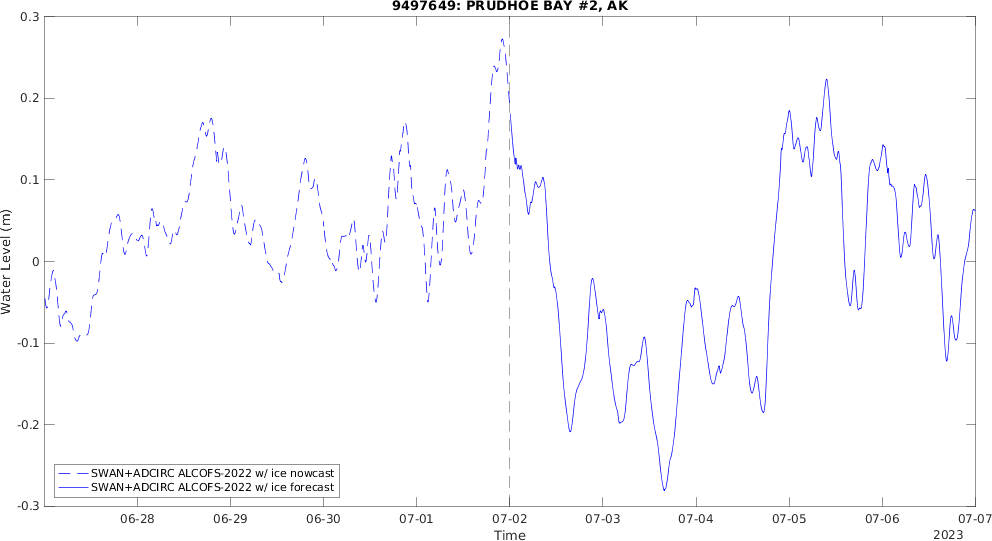 9497649: PRUDHOE BAY #2, AK
0.3
0.2
0.1
0
-0.1
-0.2
-0.3
Water Level (m)
SWAN+ADCIRC ALCOFS-2022 w/ ice nowcast
SWAN+ADCIRC ALCOFS-2022 w/ ice forecast
06-28 06-29 06-30 07-01 07-02 07-03 07-04 07-05 07-06 07-07
Time
2023